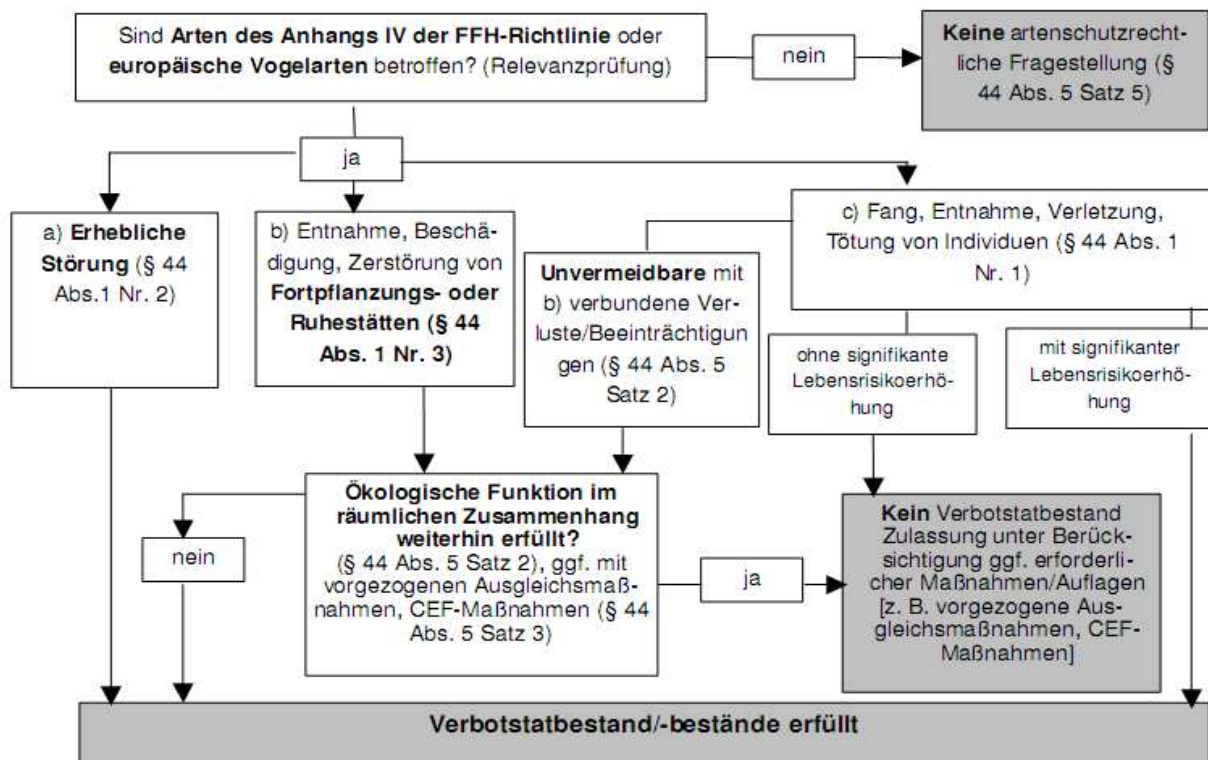 Sind Arten des Anhangs IV der FFH-Richtlinie oder
europäische Vogelarten betroffen? (Relevanzprüfung)
nein
Keine artenschutzrecht-
liche Fragestellung (§
44 Abs. 5 Satz 5)
ja
a) Erhebliche
Störung (§ 44
Abs.1 Nr. 2)
b) Entnahme, Beschä-
digung, Zerstörung von
Fortpflanzungs- oder
Ruhestätten (§ 44
Abs. 1 Nr. 3)
Unvermeidbare mit
b) verbundene Ver-
luste/Beeinträchtigun
gen (§ 44 Abs. 5
Satz 2)
c) Fang, Entnahme, Verletzung,
Tötung von Individuen (§ 44 Abs. 1
Nr. 1)
ohne signifikante
Lebensrisikoerhö-
hung
mit signifikanter
Lebensrisikoerhö-
hung
nein
Ökologische Funktion im
räumlichen Zusammenhang
weiterhin erfüllt?
(§ 44 Abs. 5 Satz 2), ggf. mit
vorgezogenen Ausgleichsmaß-
nahmen, CEF-Maßnahmen (§ 44
Abs. 5 Satz 3)
ja
Kein Verbotstatbestand
Zulassung unter Berück-
sichtigung ggf. erforderli-
cher Maßnahmen/Auflagen
[z. B. vorgezogene Aus-
gleichsmaßnahmen, CEF-
Maßnahmen]
Verbotstatbestand/-bestände erfüllt